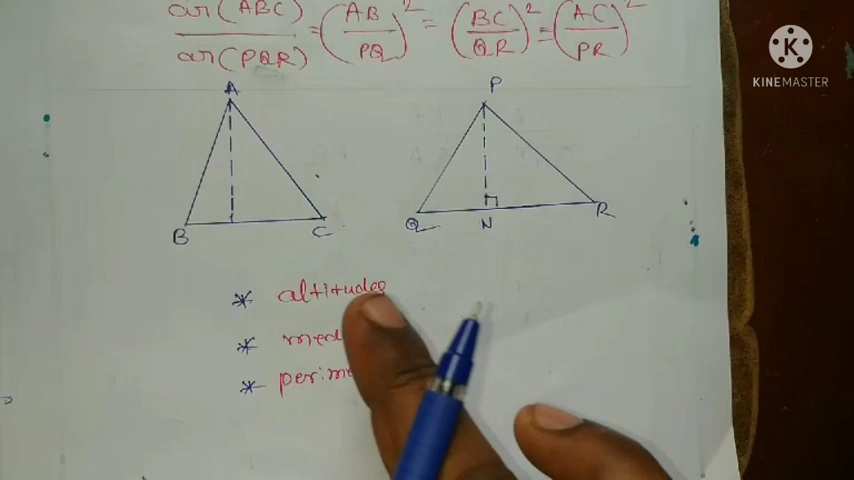 ar(ABC)/ar(PQR) = (AB/PQ)² = (BC/QR)² = (AC/PR)²
K
KINEMASTER
A P
B C Q N R
* altitudes
*
*